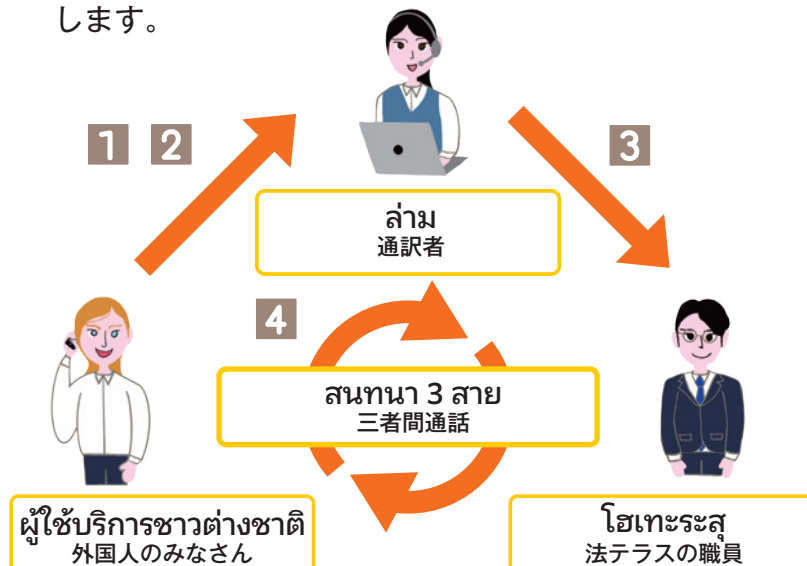 します。
1 2
3
ล่าม
通訳者
4
สนทนา 3 สาย
三者間通話
ผู้ใช้บริการชาวต่างชาติ
外国人のみなさん
โฮเทะระสุ
法テラスの職員